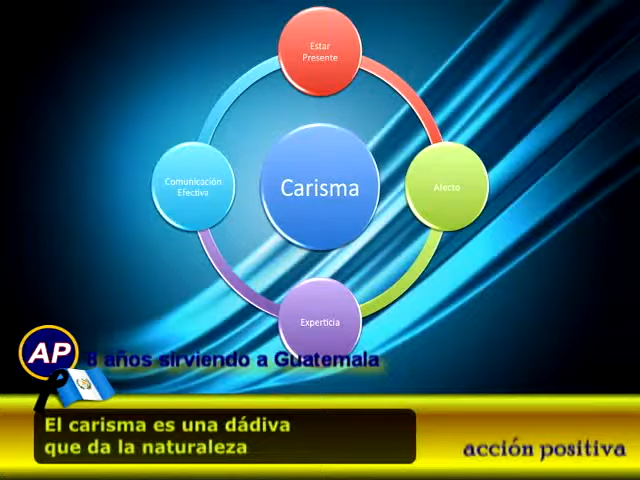 Estar
Presente
Comunicación
Efectiva
Carisma
Afecto
Experticia
AP
8 años sirviendo a Guatemala
El carisma es una dádiva
que da la naturaleza
acción positiva